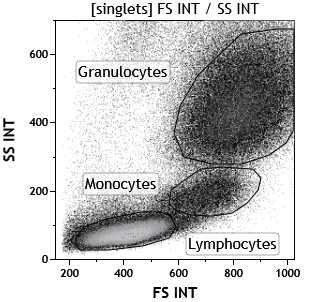 [singlets] FS INT / SS INT
600
Granulocytes
400
SS INT
Monocytes
200
Lymphocytes
0
200 400 600 800 1000
FS INT